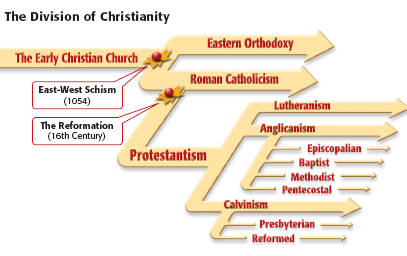 The Division of Christianity
Eastern Orthodoxy
The Early Christian Church
Roman Catholicism
East-West Schism
(1054)
The Reformation
(16th Century)
Protestantism
Lutheranism
Anglicanism
Episcopalian
Baptist
Methodist
Pentecostal
Calvinism
Presbyterian
Reformed